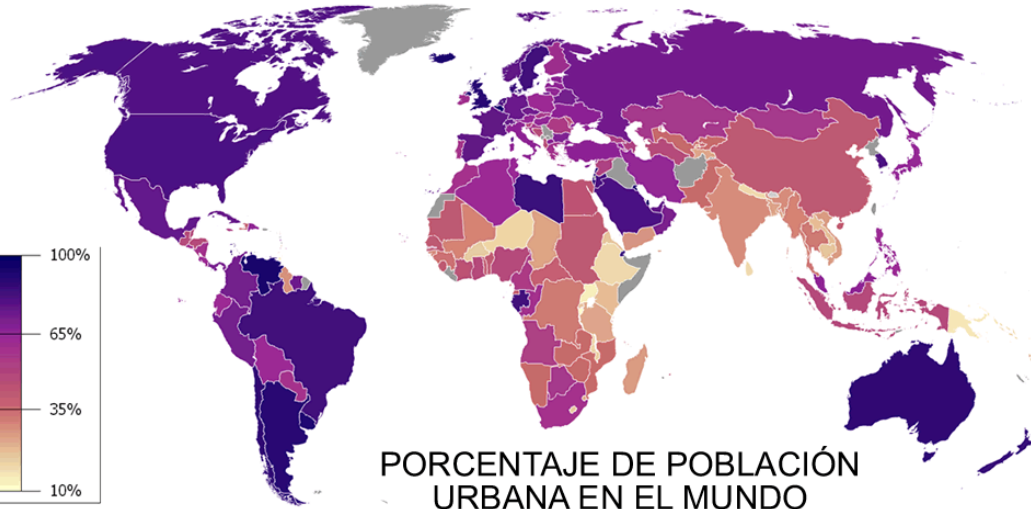 100%
65%
35%
10%
PORCENTAJE DE POBLACIÓN
URBANA EN EL MUNDO